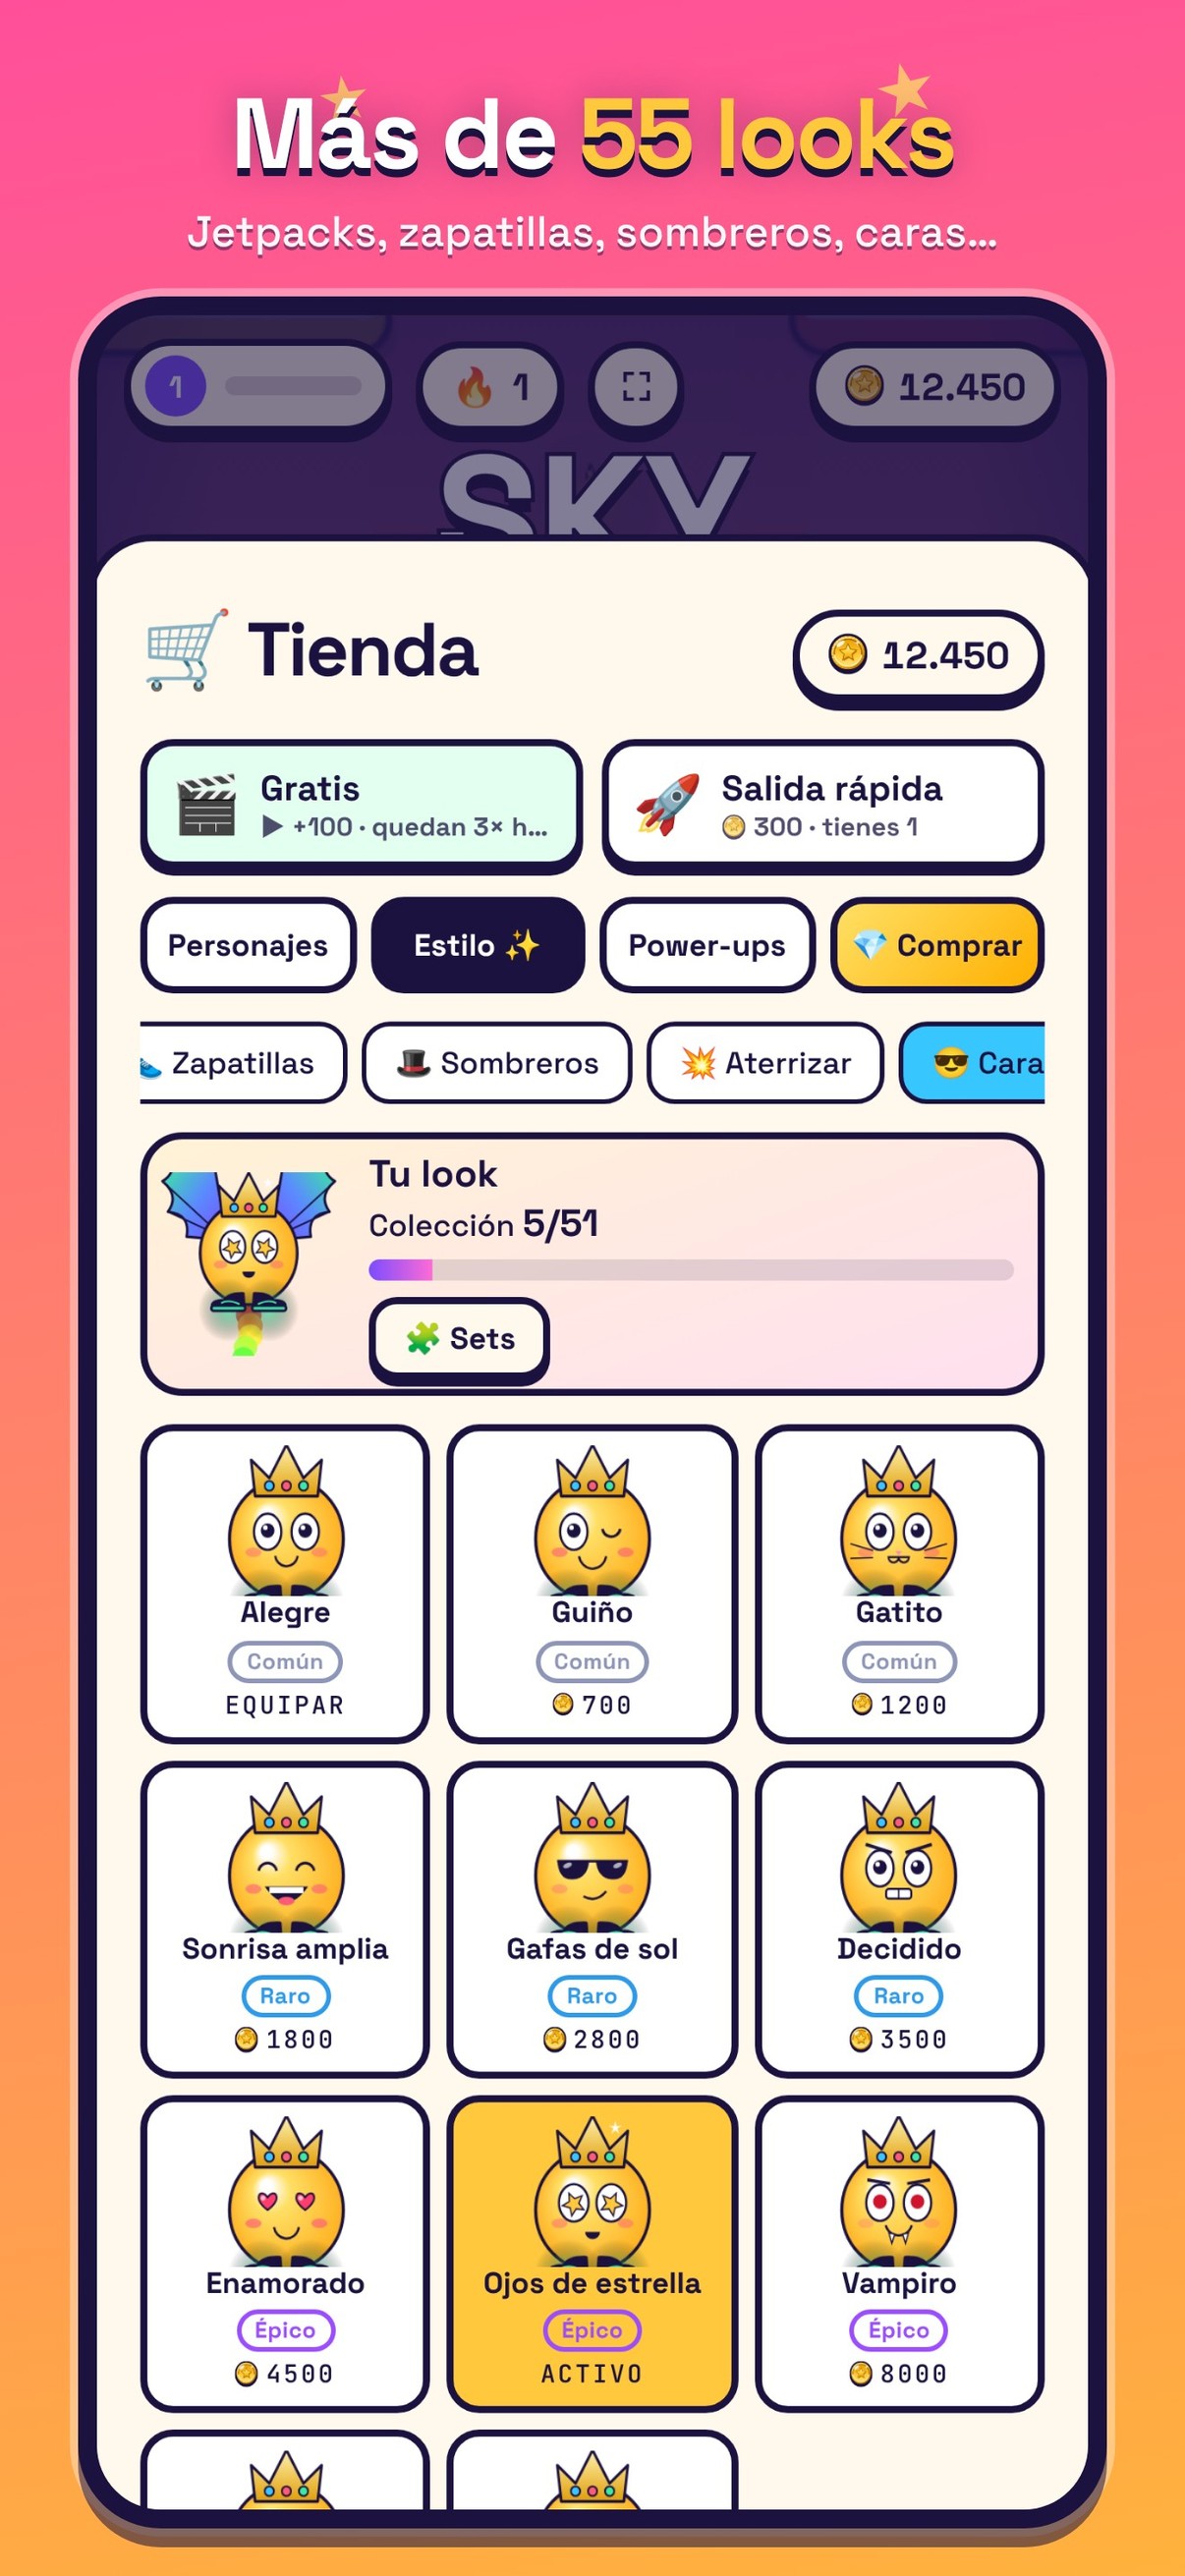 Más de 55 looks
Jetpacks, zapatillas, sombreros, caras...
1
1
12.450
SKY
Tienda
12.450
Gratis
+100 · quedan 3× h...
Salida rápida
300 · tienes 1
Personajes
Estilo
Power-ups
Comprar
Zapatillas
Sombreros
Aterrizar
Cara
Tu look
Colección 5/51
Sets
Alegre
Común
EQUIPAR
Guiño
Común
700
Gatito
Común
1200
Sonrisa amplia
Raro
1800
Gafas de sol
Raro
2800
Decidido
Raro
3500
Enamorado
Épico
4500
Ojos de estrella
Épico
ACTIVO
Vampiro
Épico
8000